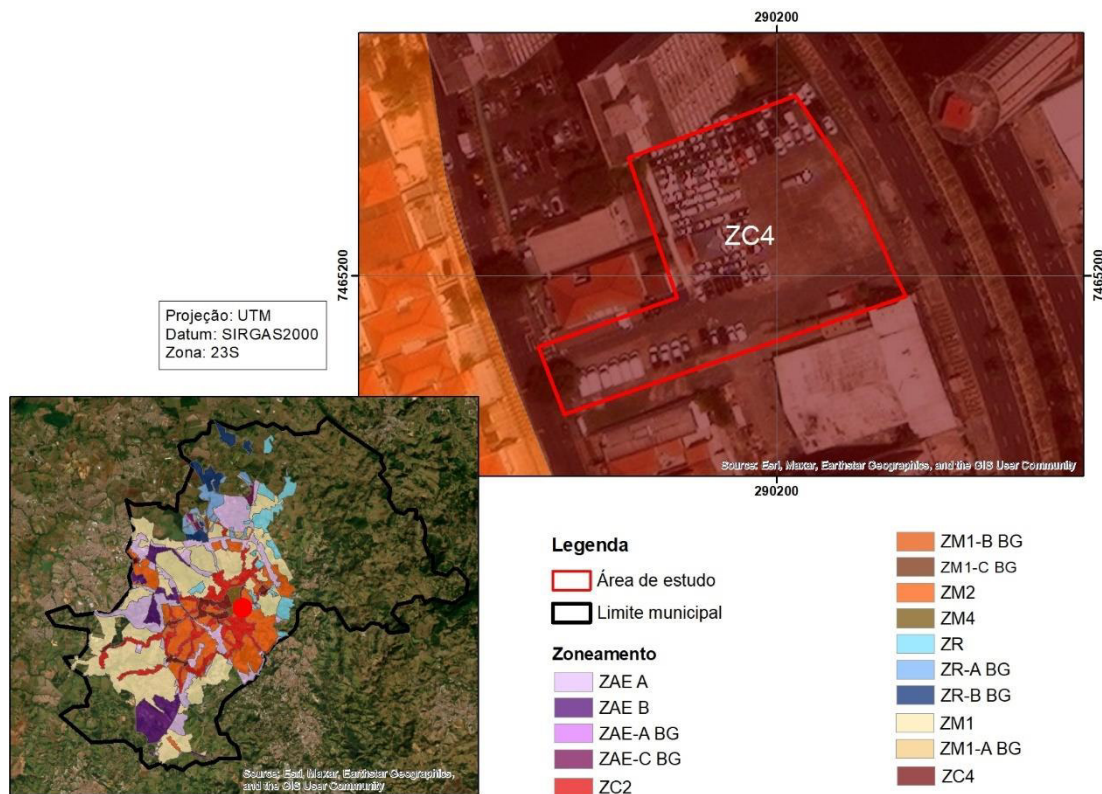 290200
ZC4
7465200
7465200
Source: Esri, Maxar, Earthstar Geographics, and the GIS User Community
290200
Projeção: UTM
Datum: SIRGAS2000
Zona: 23S
Source: Esri, Maxar, Earthstar Geographics,
and the GIS User Community
Legenda
Área de estudo
Limite municipal
Zoneamento
ZAE A
ZAE B
ZAE-A BG
ZAE-C BG
ZC2
ZM1-B BG
ZM1-C BG
ZM2
ZM4
ZR
ZR-A BG
ZR-B BG
ZM1
ZM1-A BG
ZC4